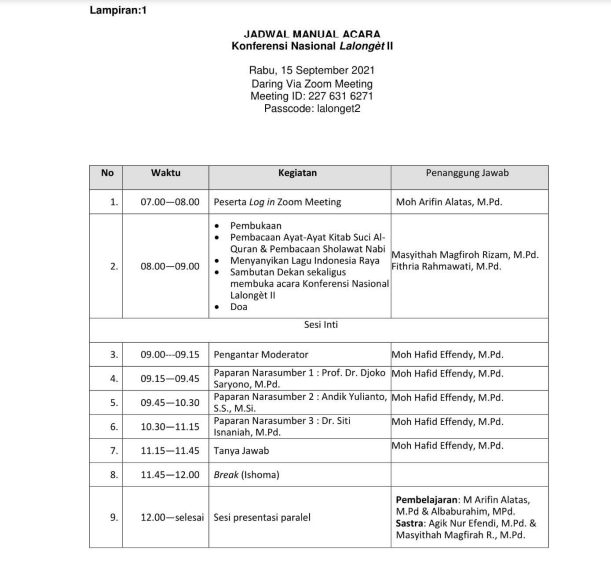 Lampiran:1
JADWAL MANUAL ACARA
Konferensi Nasional Lalongèt II
Rabu, 15 September 2021
Daring Via Zoom Meeting
Meeting ID: 227 631 6271
Passcode: lalonget2
No Waktu Kegiatan Penanggung Jawab
1. 07.00—08.00 Peserta Log in Zoom Meeting Moh Arifin Alatas, M.Pd.
2. 08.00—09.00
• Pembukaan
• Pembacaan Ayat-Ayat Kitab Suci Al-
Quran & Pembacaan Sholawat Nabi
• Menyanyikan Lagu Indonesia Raya
• Sambutan Dekan sekaligus
membuka acara Konferensi Nasional
Lalongèt II
• Doa
Masyithah Magfiroh Rizam, M.Pd.
Fithria Rahmawati, M.Pd.
Sesi Inti
3. 09.00---09.15 Pengantar Moderator Moh Hafid Effendy, M.Pd.
4. 09.15—09.45 Paparan Narasumber 1 : Prof. Dr. Djoko
Saryono, M.Pd.
Moh Hafid Effendy, M.Pd.
5. 09.45—10.30 Paparan Narasumber 2 : Andik Yulianto,
S.S., M.Si.
Moh Hafid Effendy, M.Pd.
6. 10.30—11.15 Paparan Narasumber 3 : Dr. Siti
Isnaniah, M.Pd.
Moh Hafid Effendy, M.Pd.
7. 11.15—11.45 Tanya Jawab Moh Hafid Effendy, M.Pd.
8. 11.45—12.00 Break (Ishoma)
9. 12.00—selesai Sesi presentasi paralel
Pembelajaran: M Arifin Alatas,
M.Pd & Albaburahim, MPd.
Sastra: Agik Nur Efendi, M.Pd. &
Masyithah Magfirah R., M.Pd.